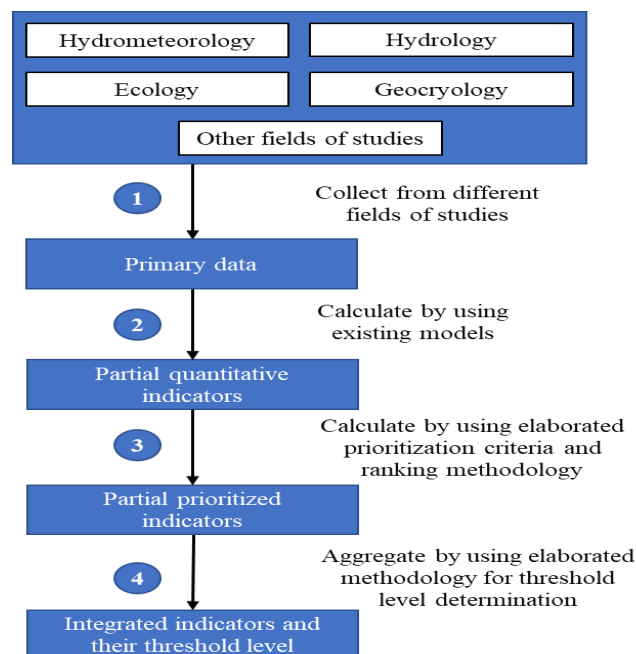 Hydrometeorology
Hydrology
Ecology
Geocryology
Other fields of studies
1
Collect from different
fields of studies
Primary data
2
Calculate by using
existing models
Partial quantitative
indicators
3
Calculate by using elaborated
prioritization criteria and
ranking methodology
Partial prioritized
indicators
4
Aggregate by using elaborated
methodology for threshold
level determination
Integrated indicators and
their threshold level